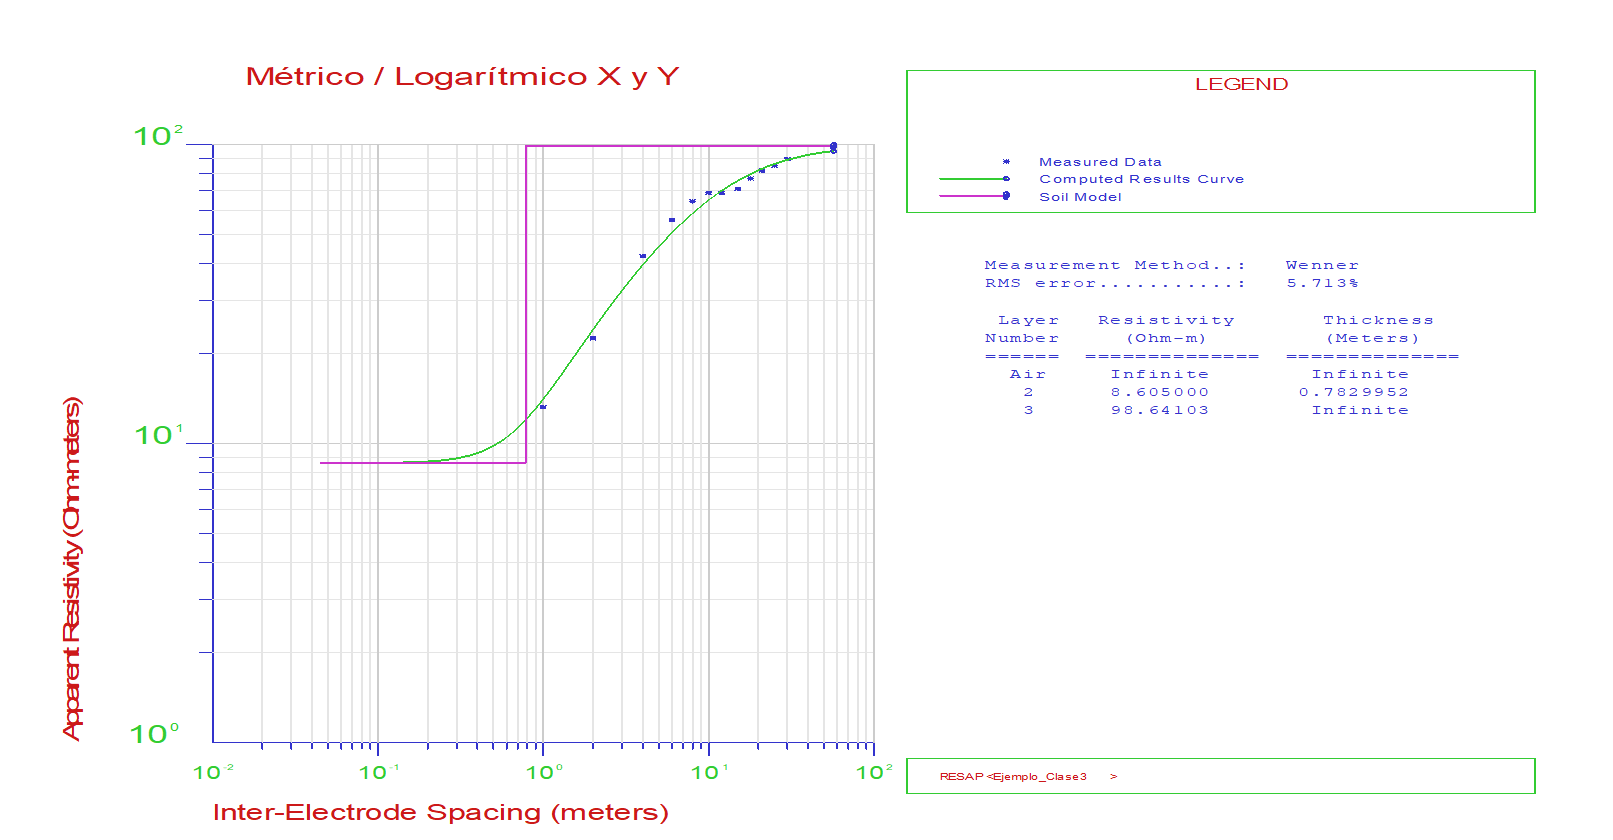 Métrico / Logarítmico X y Y
LEGEND
Measured Data
Computed Results Curve
Soil Model
10²
10¹
10⁰
Apparent Resistivity (Ohm-meters)
10⁻² 10⁻¹ 10⁰ 10¹ 10²
Inter-Electrode Spacing (meters)
Measurement Method..: Wenner
RMS error...........: 5.713%
Layer Resistivity Thickness
Number (Ohm-m) (Meters)
====== ============== ==============
Air Infinite Infinite
2 8.605000 0.7829952
3 98.64103 Infinite
RESAP <Ejemplo_Clase3 >